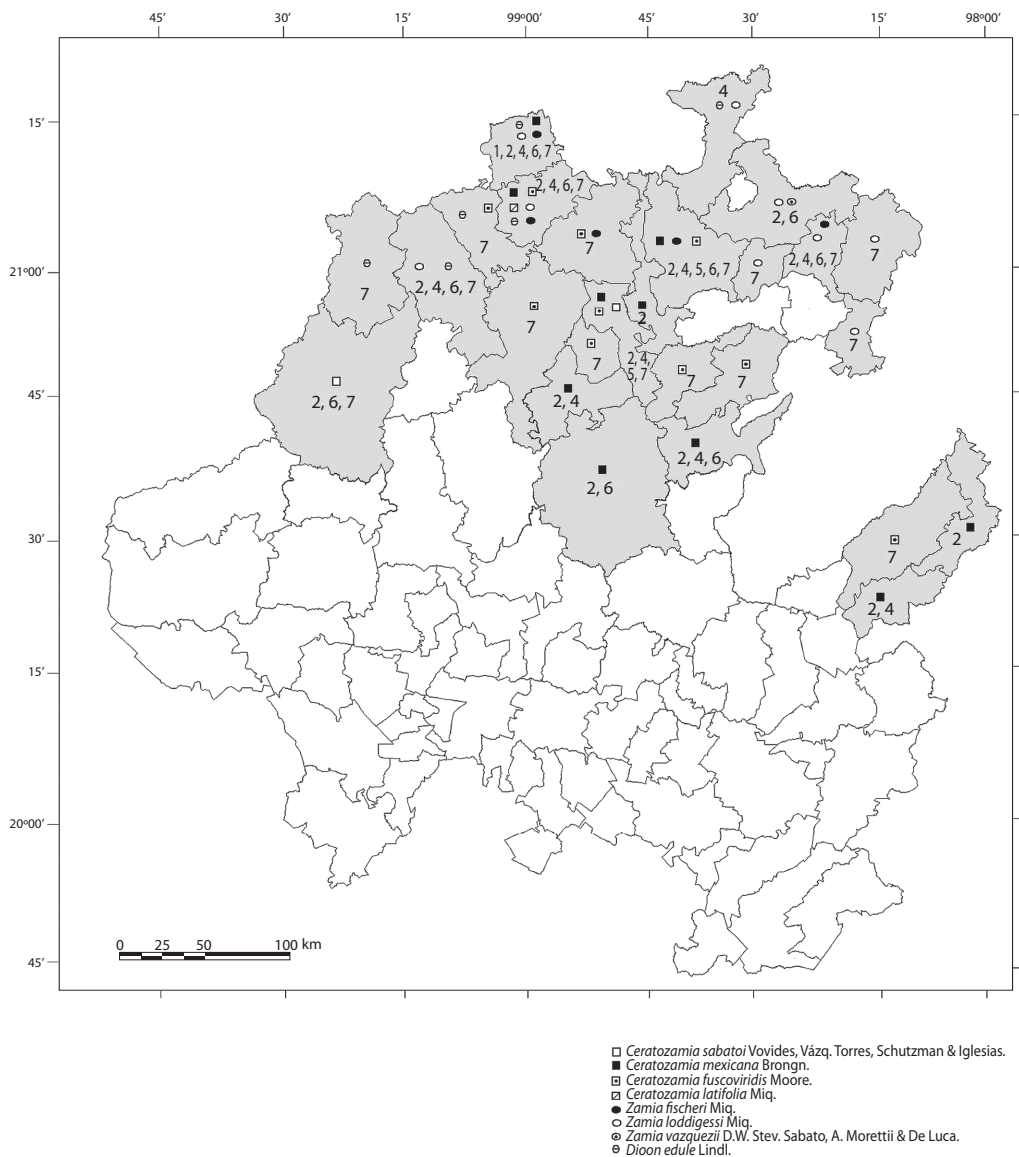 45′ 30′ 15′ 99º00′ 45′ 30′ 15′ 98º00′
4
15′
1, 2, 4, 6, 7
2, 4, 6, 7
2, 6
7
7
2, 4, 5, 6, 7
2, 4, 6, 7
7
7
21º00′
7
2, 4, 6, 7
7
2
7
7
2, 4,
5, 7
7
7
45′
2, 6, 7
2, 4
2, 4, 6
2, 6
30′
7
2
2, 4
15′
20º00′
0 25 50 100 km
45′
Ceratozamia sabatoi Vovides, Vázq. Torres, Schutzman & Iglesias.
Ceratozamia mexicana Brongn.
Ceratozamia fuscoviridis Moore.
Ceratozamia latifolia Miq.
Zamia fischeri Miq.
Zamia loddigessi Miq.
Zamia vazquezii D.W. Stev. Sabato, A. Morettii & De Luca.
Dioon edule Lindl.